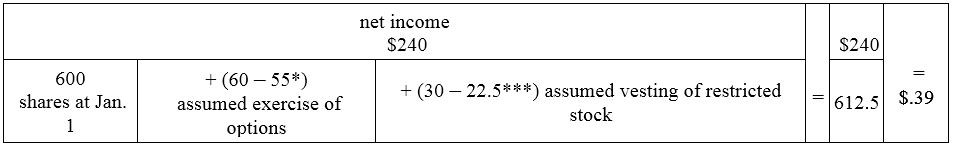 net income
$240
$240
600
shares at Jan.
1
+ (60 – 55*)
assumed exercise of
options
+ (30 – 22.5***) assumed vesting of restricted
stock
=
612.5
=
$.39